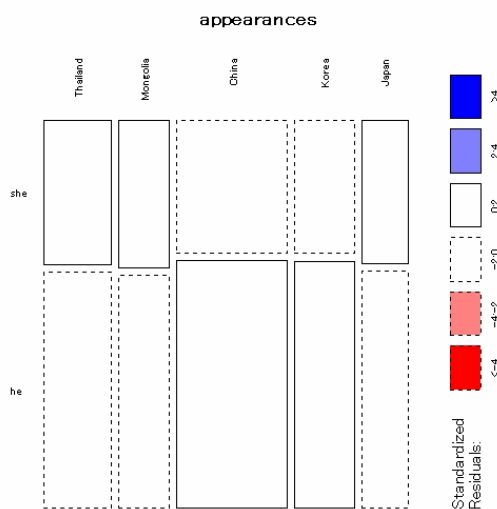 appearances
Thailand
Mongolia
China
Korea
Japan
she
he
>4
2:4
0:2
-2:0
-4:-2
<-4
Standardized
Residuals: